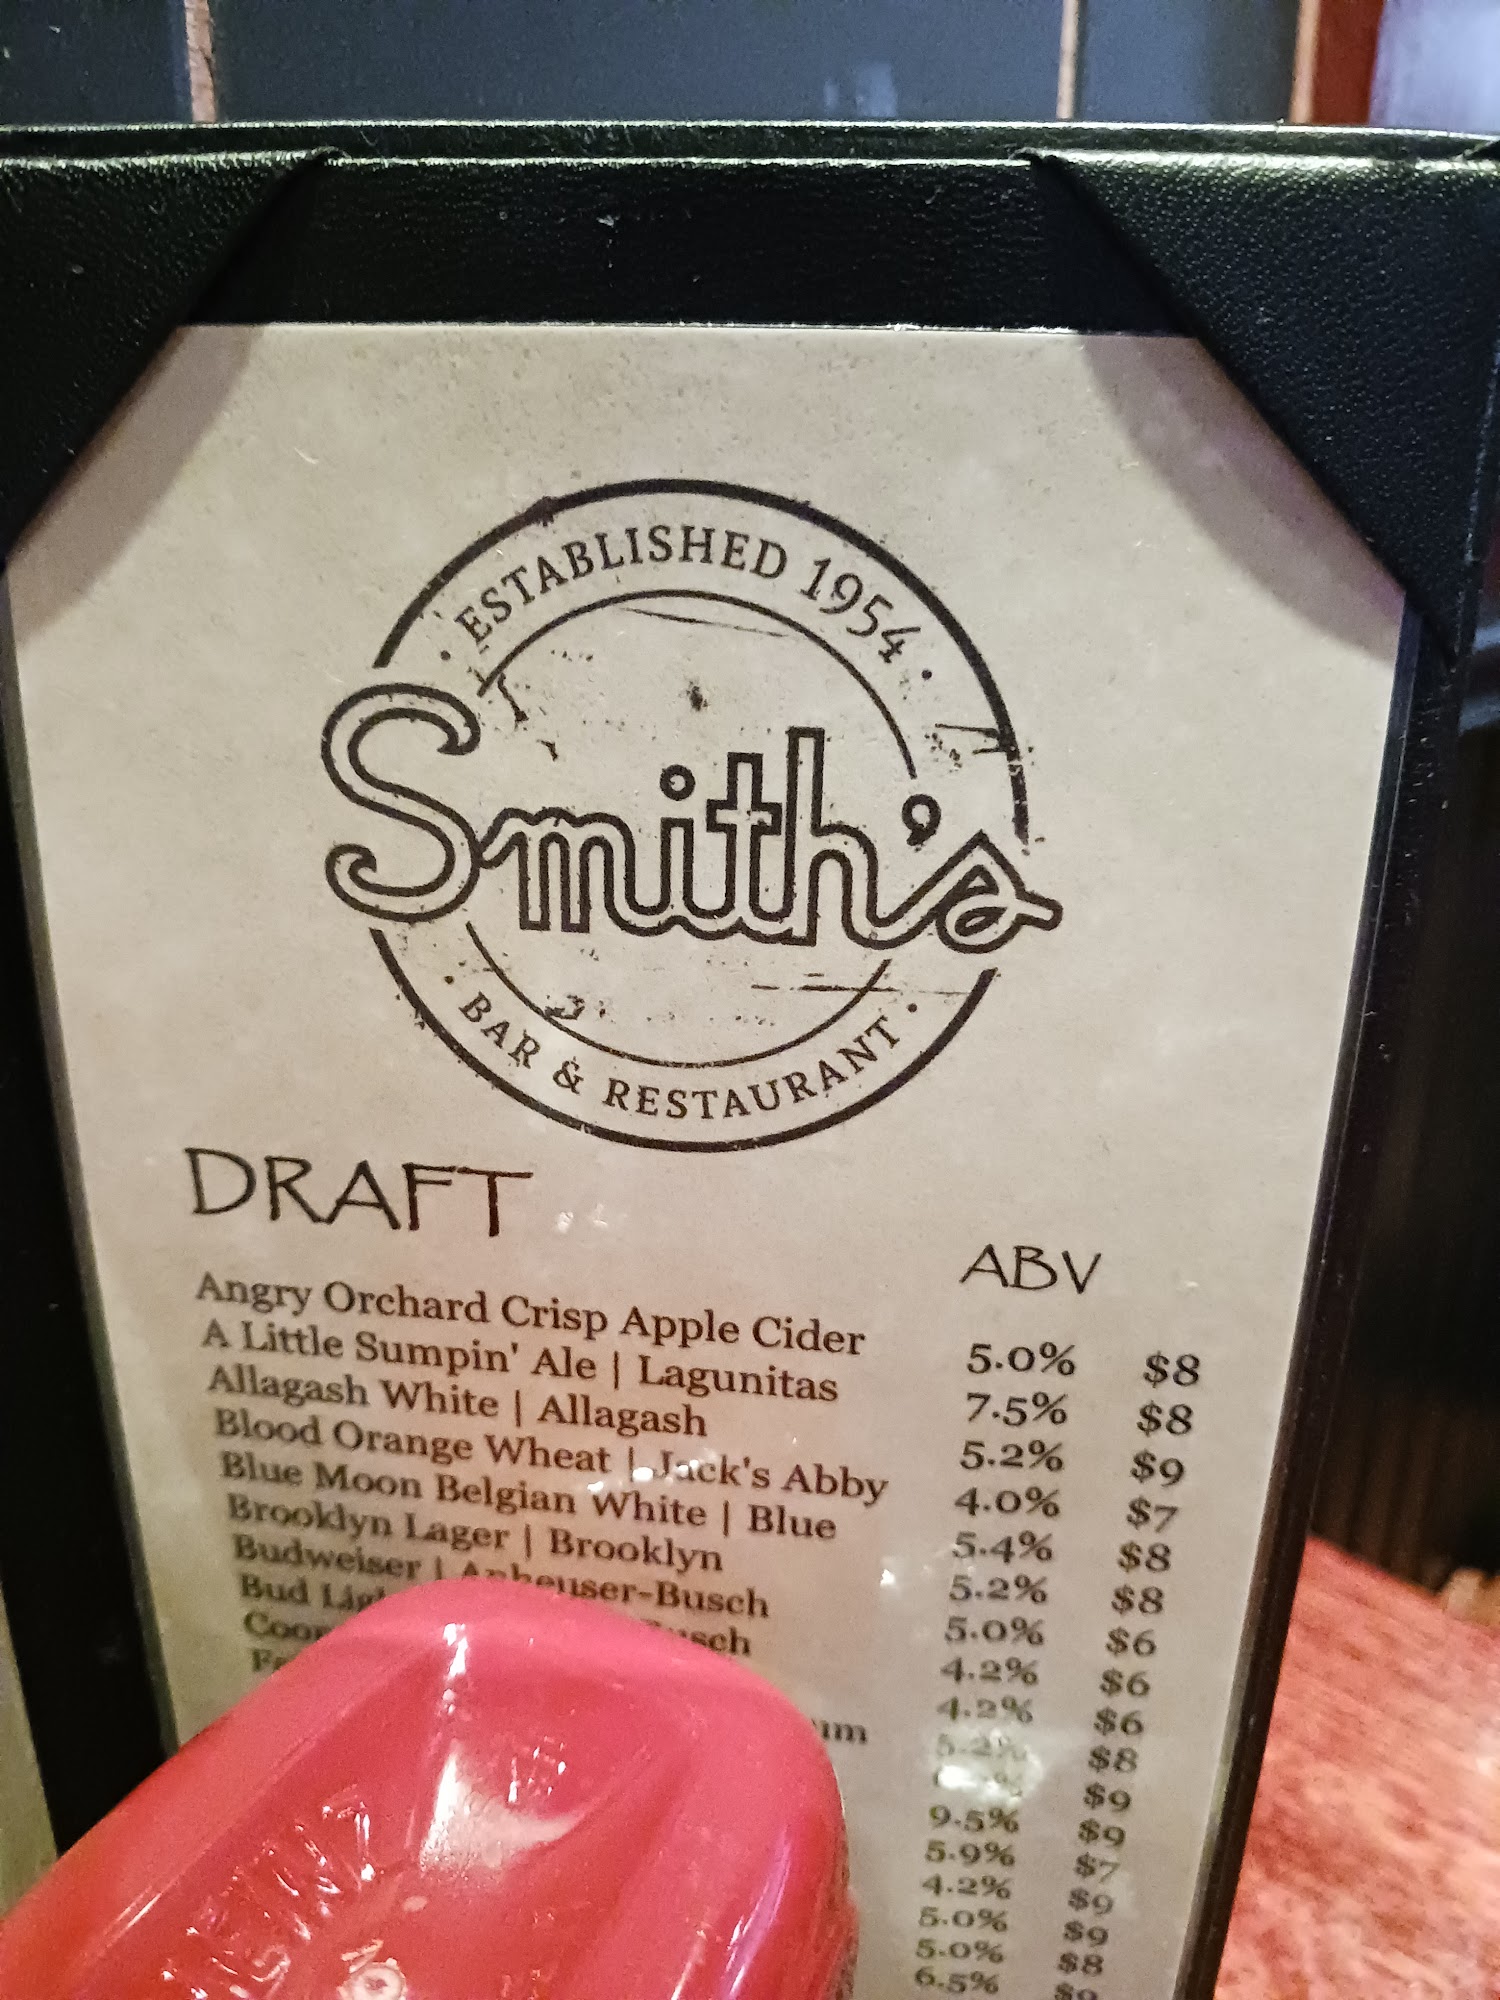 ESTABLISHED 1954
Smith's
BAR & RESTAURANT
DRAFT
ABV
Angry Orchard Crisp Apple Cider 5.0% $8
A Little Sumpin' Ale | Lagunitas 7.5% $8
Allagash White | Allagash 5.2% $9
Blood Orange Wheat | Jack's Abby 4.0% $7
Blue Moon Belgian White | Blue 5.4% $8
Brooklyn Lager | Brooklyn 5.2% $8
Budweiser | Anheuser-Busch 5.0% $6
Bud 4.2% $6
4.2% $6
5.2% $8
$9
9.5% $9
5.9% $7
4.2% $9
5.0% $9
5.0% $8
6.5% $9